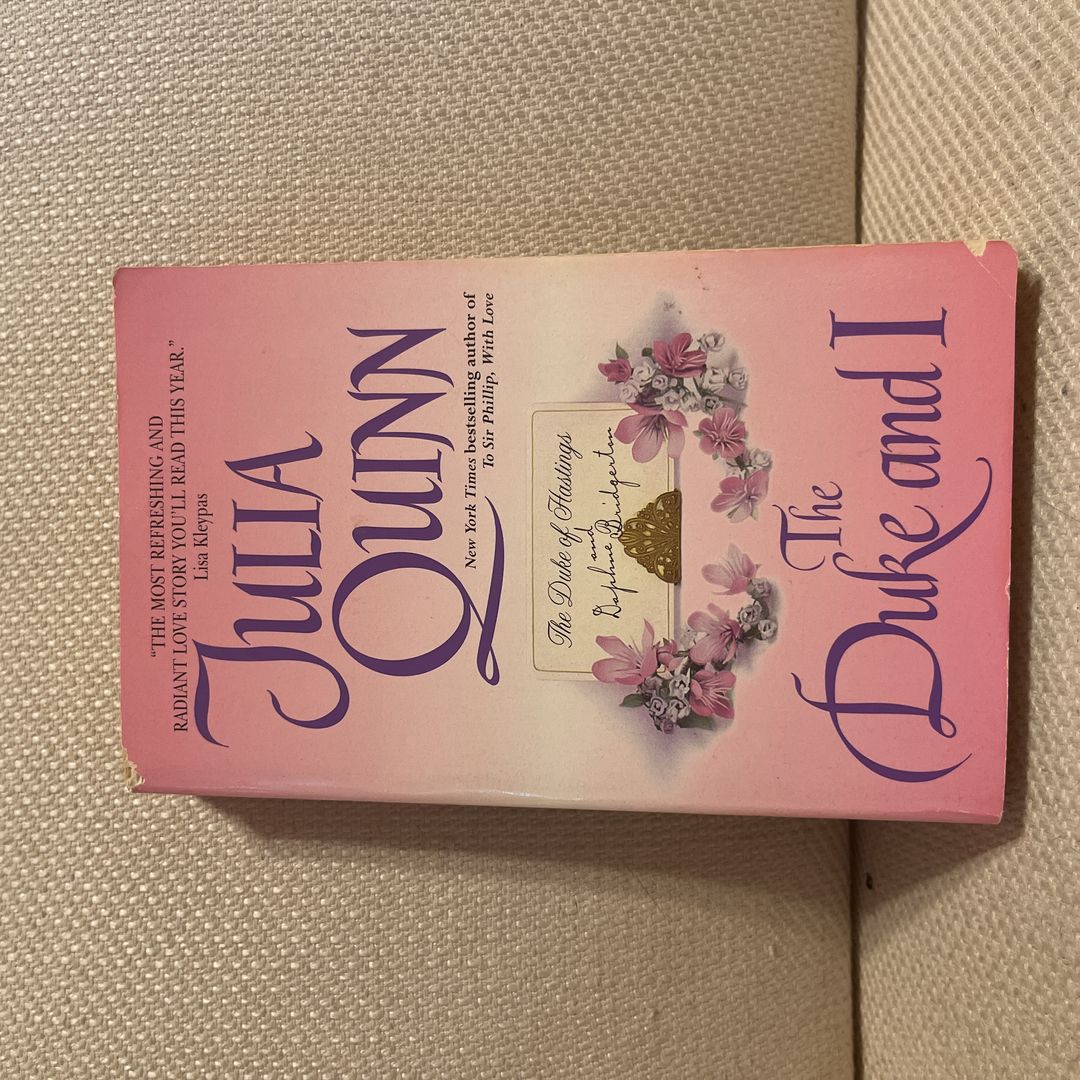 “THE MOST REFRESHING AND
RADIANT LOVE STORY YOU’LL READ THIS YEAR.”
Lisa Kleypas
JULIA
QUINN
New York Times bestselling author of
To Sir Phillip, With Love
The Duke of Hastings
and
Daphne Bridgerton
The
Duke and I